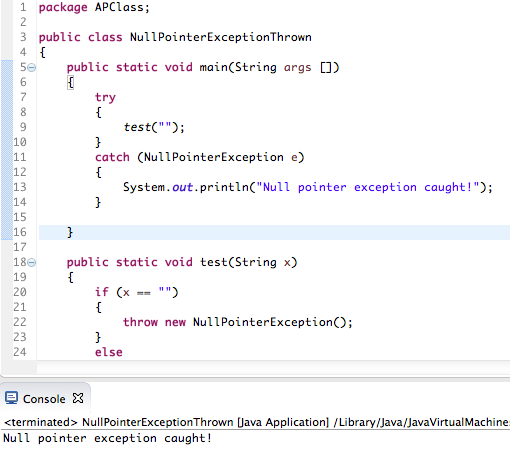 1 package APClass;
2
3 public class NullPointerExceptionThrown
4 {
5 public static void main(String args [])
6 {
7 try
8 {
9 test("");
10 }
11 catch (NullPointerException e)
12 {
13 System.out.println("Null pointer exception caught!");
14 }
15
16 }
17
18 public static void test(String x)
19 {
20 if (x == "")
21 {
22 throw new NullPointerException();
23 }
24 else
Console
<terminated> NullPointerExceptionThrown [Java Application] /Library/Java/JavaVirtualMachine
Null pointer exception caught!